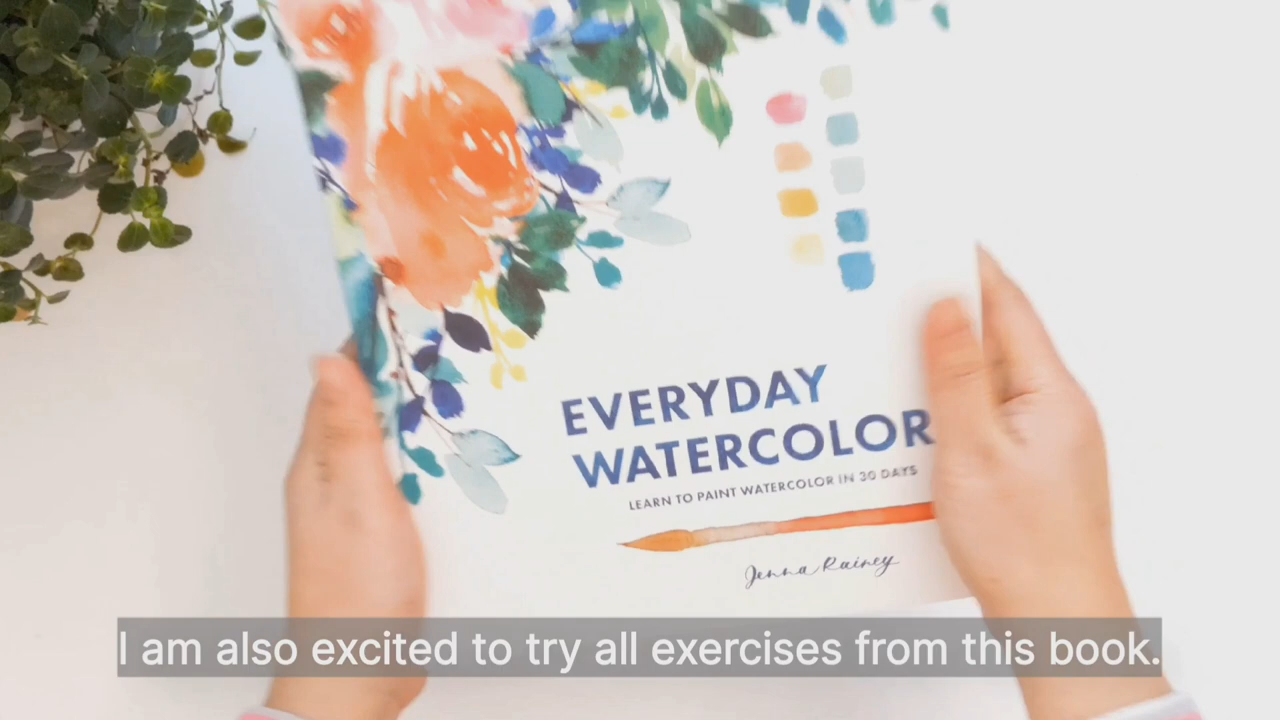 EVERYDAY
WATERCOLOR
LEARN TO PAINT WATERCOLOR IN 30 DAYS
Jenna Rainey
I am also excited to try all exercises from this book.